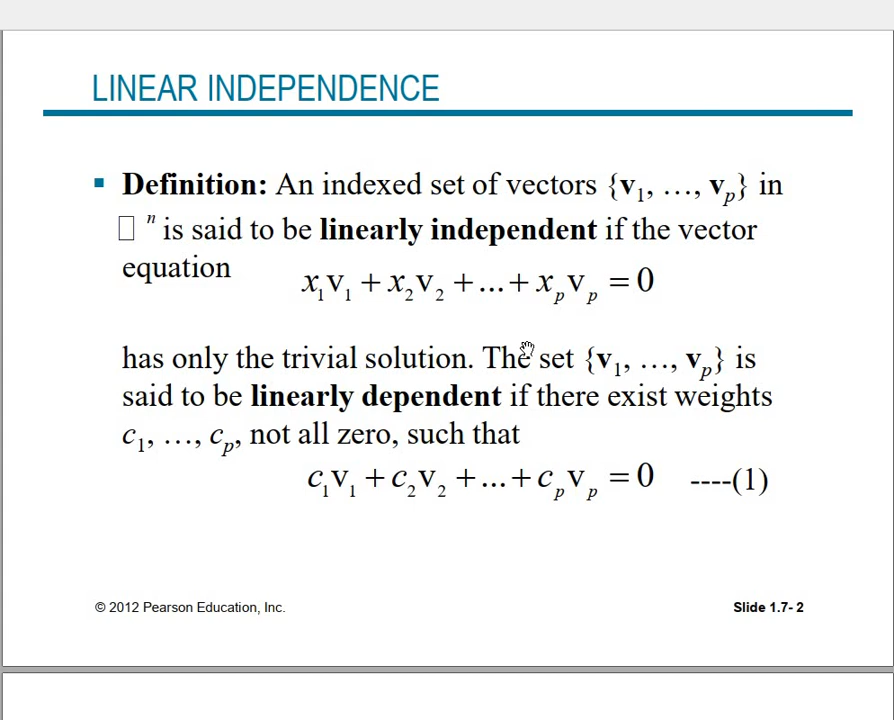 LINEAR INDEPENDENCE
▪ Definition: An indexed set of vectors {v₁, …, vₚ} in
□ ⁿ is said to be linearly independent if the vector
equation
x₁v₁ + x₂v₂ + ... + xₚvₚ = 0
has only the trivial solution. The set {v₁, …, vₚ} is
said to be linearly dependent if there exist weights
c₁, …, cₚ, not all zero, such that
c₁v₁ + c₂v₂ + ... + cₚvₚ = 0 ----(1)
© 2012 Pearson Education, Inc.
Slide 1.7- 2